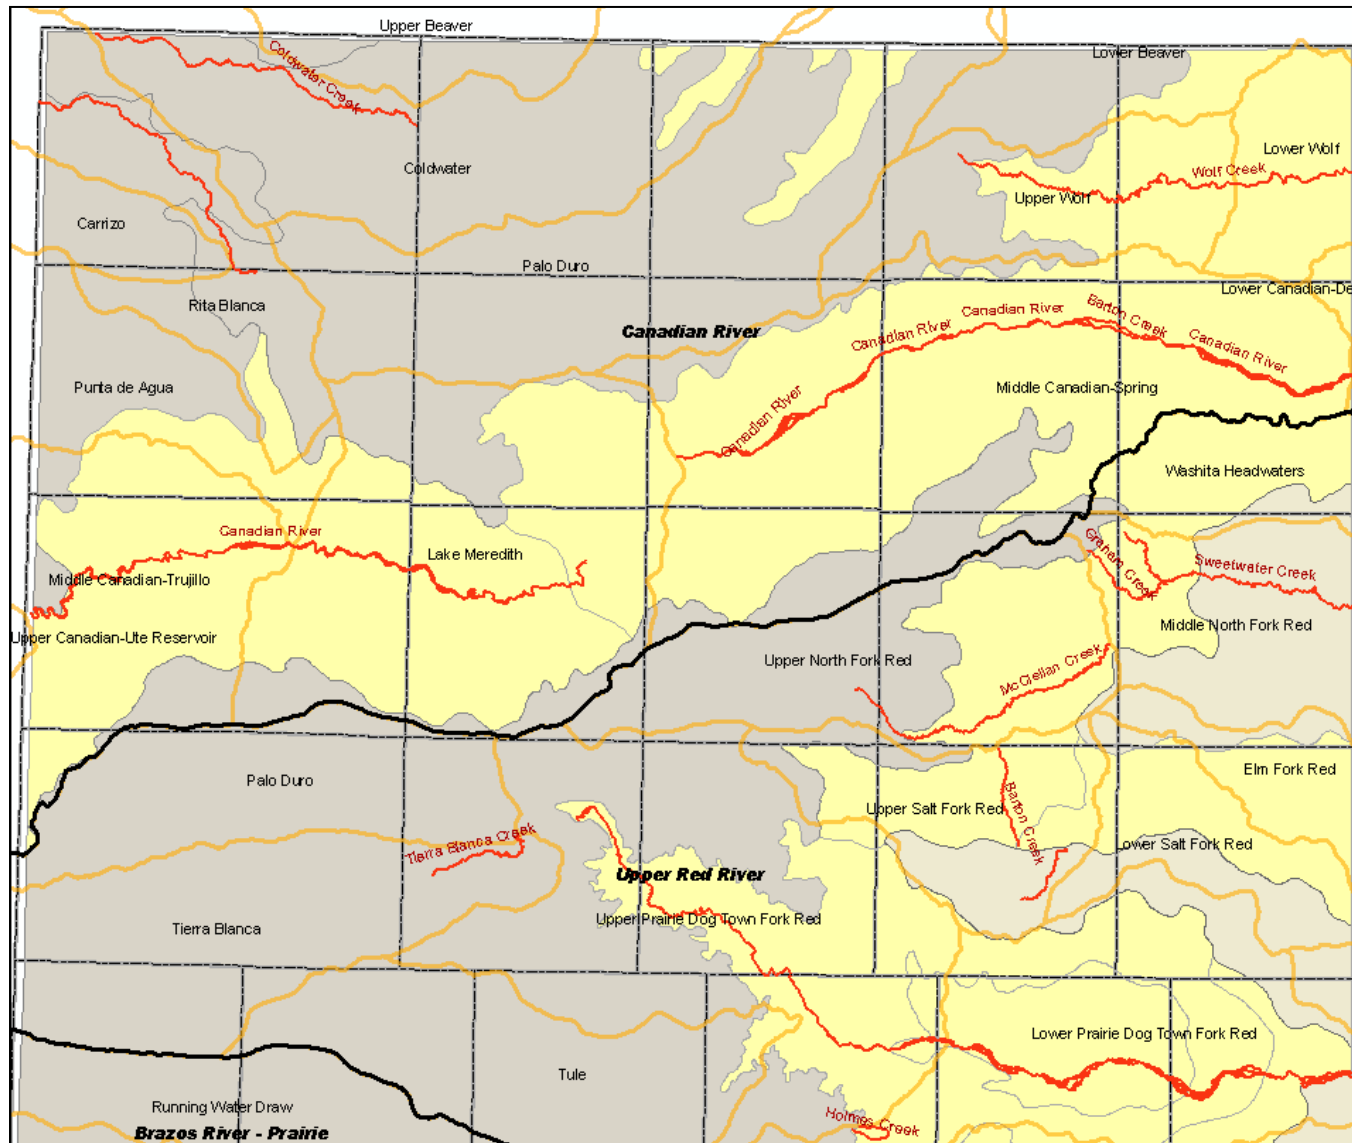 Upper Beaver
Lower Beaver
Coldwater Creek
Lower Wolf
Coldwater
Wolf Creek
Upper Wolf
Carrizo
Palo Duro
Rita Blanca
Lower Canadian-De
Canadian River
Canadian River
Canadian River
Barton Creek
Canadian River
Punta de Agua
Middle Canadian-Spring
Canadian River
Washita Headwaters
Canadian River
Lake Meredith
Graham Creek
Sweetwater Creek
Middle Canadian-Trujillo
Upper Canadian-Ute Reservoir
Middle North Fork Red
Upper North Fork Red
McClellan Creek
Palo Duro
Elm Fork Red
Upper Salt Fork Red
Barton Creek
Tierra Blanca Creek
Lower Salt Fork Red
Upper Red River
Upper Prairie Dog Town Fork Red
Tierra Blanca
Lower Prairie Dog Town Fork Red
Tule
Running Water Draw
Holmes Creek
Brazos River - Prairie